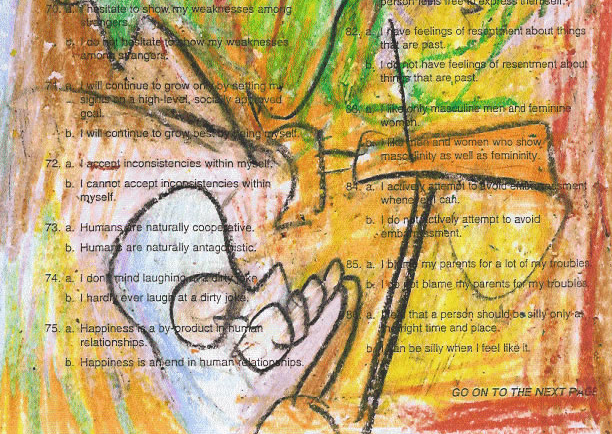 70. a. I hesitate to show my weaknesses among
strangers.
b. I do not hesitate to show my weaknesses
among strangers.
71. a. I will continue to grow only by setting my
sights on a high-level, socially approved
goal.
b. I will continue to grow best by being myself.
72. a. I accept inconsistencies within myself.
b. I cannot accept inconsistencies within
myself.
73. a. Humans are naturally cooperative.
b. Humans are naturally antagonistic.
74. a. I don't mind laughing at a dirty joke.
b. I hardly ever laugh at a dirty joke.
75. a. Happiness is a by-product in human
relationships.
b. Happiness is an end in human relationships.
person feels free to express themself.
82. a. I have feelings of resentment about things
that are past.
b. I do not have feelings of resentment about
things that are past.
a. I like only masculine men and feminine
women.
b. I like men and women who show
masculinity as well as femininity.
84. a. I actively attempt to avoid embarrassment
whenever I can.
b. I do not actively attempt to avoid
embarrassment.
85. a. I blame my parents for a lot of my troubles.
b. I do not blame my parents for my troubles.
a. I feel that a person should be silly only at
the right time and place.
b. I can be silly when I feel like it.
GO ON TO THE NEXT PAGE